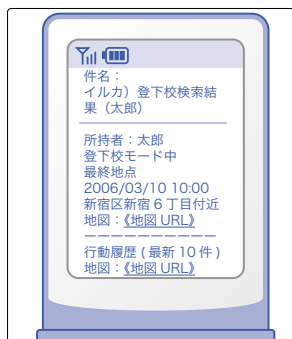 件名：
イルカ）登下校検索結
果（太郎）
所持者：太郎
登下校モード中
最終地点
2006/03/10 10:00
新宿区新宿６丁目付近
地図：《地図 URL》
ーーーーーーーーーーー
行動履歴 ( 最新 10 件 )
地図：《地図 URL》